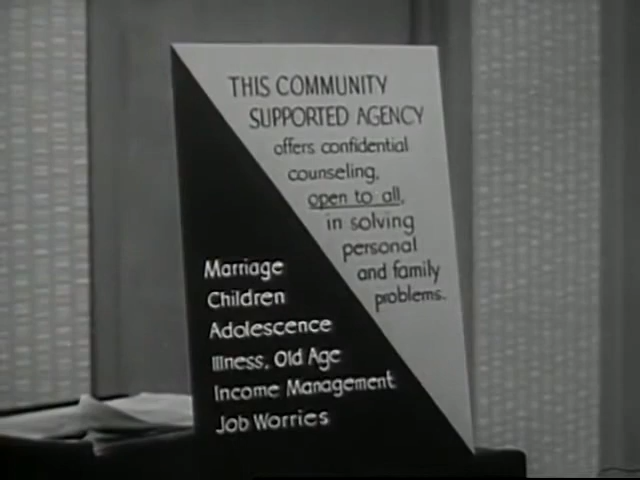 THIS COMMUNITY
SUPPORTED AGENCY
offers confidential
counseling,
open to all,
in solving
personal
and family
problems.
Marriage
Children
Adolescence
Illness, Old Age
Income Management
Job Worries